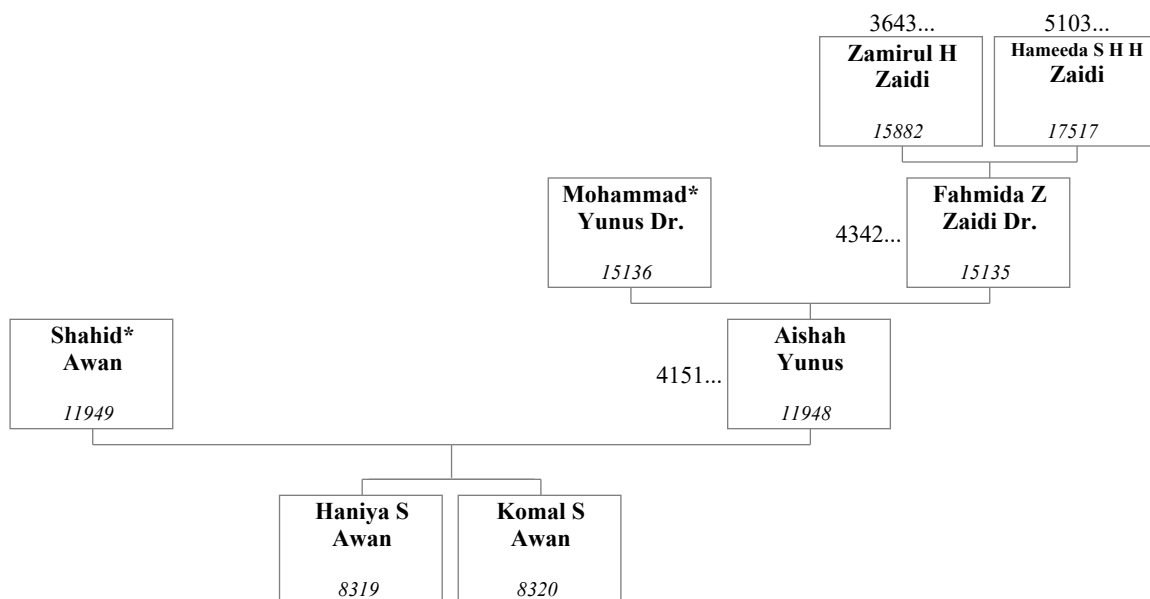 3643...
5103...
Zamirul H
Zaidi
15882
Hameeda S H H
Zaidi
17517
Mohammad*
Yunus Dr.
15136
4342...
Fahmida Z
Zaidi Dr.
15135
Shahid*
Awan
11949
4151...
Aishah
Yunus
11948
Haniya S
Awan
8319
Komal S
Awan
8320